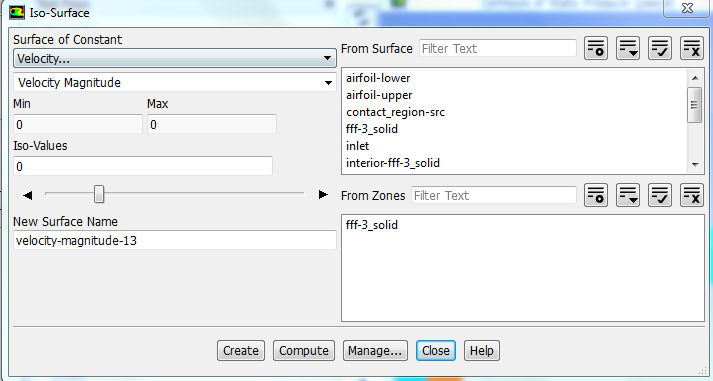 Iso-Surface
Surface of Constant
Velocity...
Velocity Magnitude
Min Max
0 0
Iso-Values
0
New Surface Name
velocity-magnitude-13
From Surface Filter Text
airfoil-lower
airfoil-upper
contact_region-src
fff-3_solid
inlet
interior-fff-3_solid
From Zones Filter Text
fff-3_solid
Create Compute Manage... Close Help